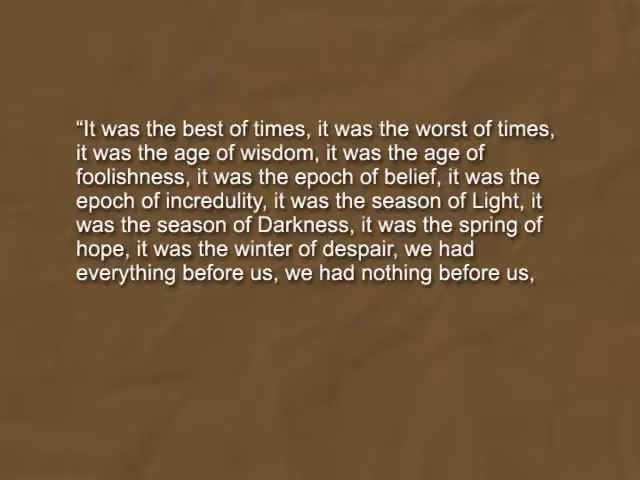 “It was the best of times, it was the worst of times,
it was the age of wisdom, it was the age of
foolishness, it was the epoch of belief, it was the
epoch of incredulity, it was the season of Light, it
was the season of Darkness, it was the spring of
hope, it was the winter of despair, we had
everything before us, we had nothing before us,